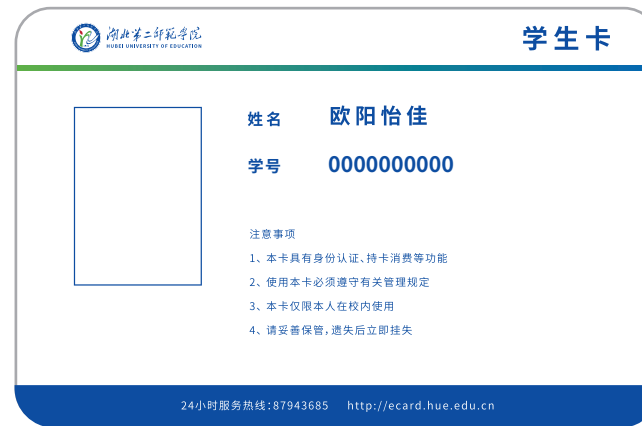 湖北第二师范学院
HUBEI UNIVERSITY OF EDUCATION
学生卡
姓名 欧阳怡佳
学号 0000000000
注意事项
1、本卡具有身份认证、持卡消费等功能
2、使用本卡必须遵守有关管理规定
3、本卡仅限本人在校内使用
4、请妥善保管,遗失后立即挂失
24小时服务热线:87943685 http://ecard.hue.edu.cn